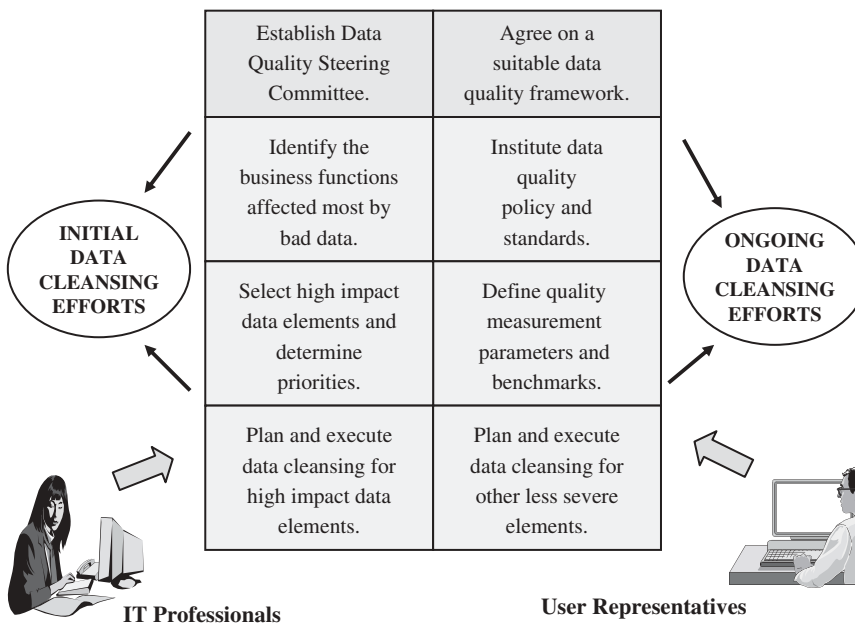 Establish Data
Quality Steering
Committee.
Agree on a
suitable data
quality framework.
Identify the
business functions
affected most by
bad data.
Institute data
quality
policy and
standards.
INITIAL
DATA
CLEANSING
EFFORTS
ONGOING
DATA
CLEANSING
EFFORTS
Select high impact
data elements and
determine
priorities.
Define quality
measurement
parameters and
benchmarks.
Plan and execute
data cleansing for
high impact data
elements.
Plan and execute
data cleansing for
other less severe
elements.
IT Professionals
User Representatives